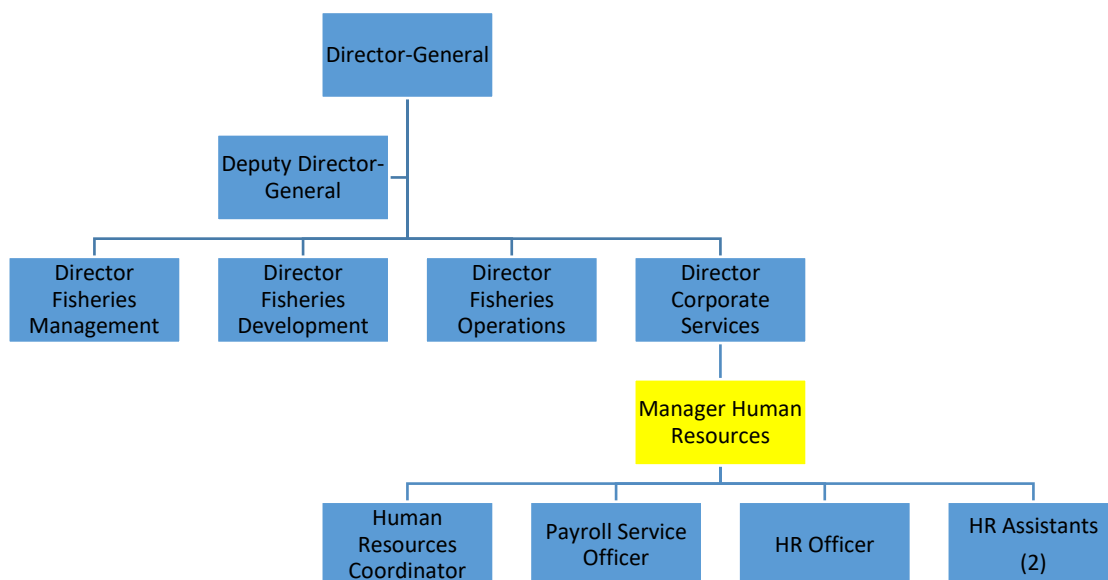 Director-General
Deputy Director-
General
Director
Fisheries
Management
Director
Fisheries
Development
Director
Fisheries
Operations
Director
Corporate
Services
Manager Human
Resources
Human
Resources
Coordinator
Payroll Service
Officer
HR Officer
HR Assistants
(2)